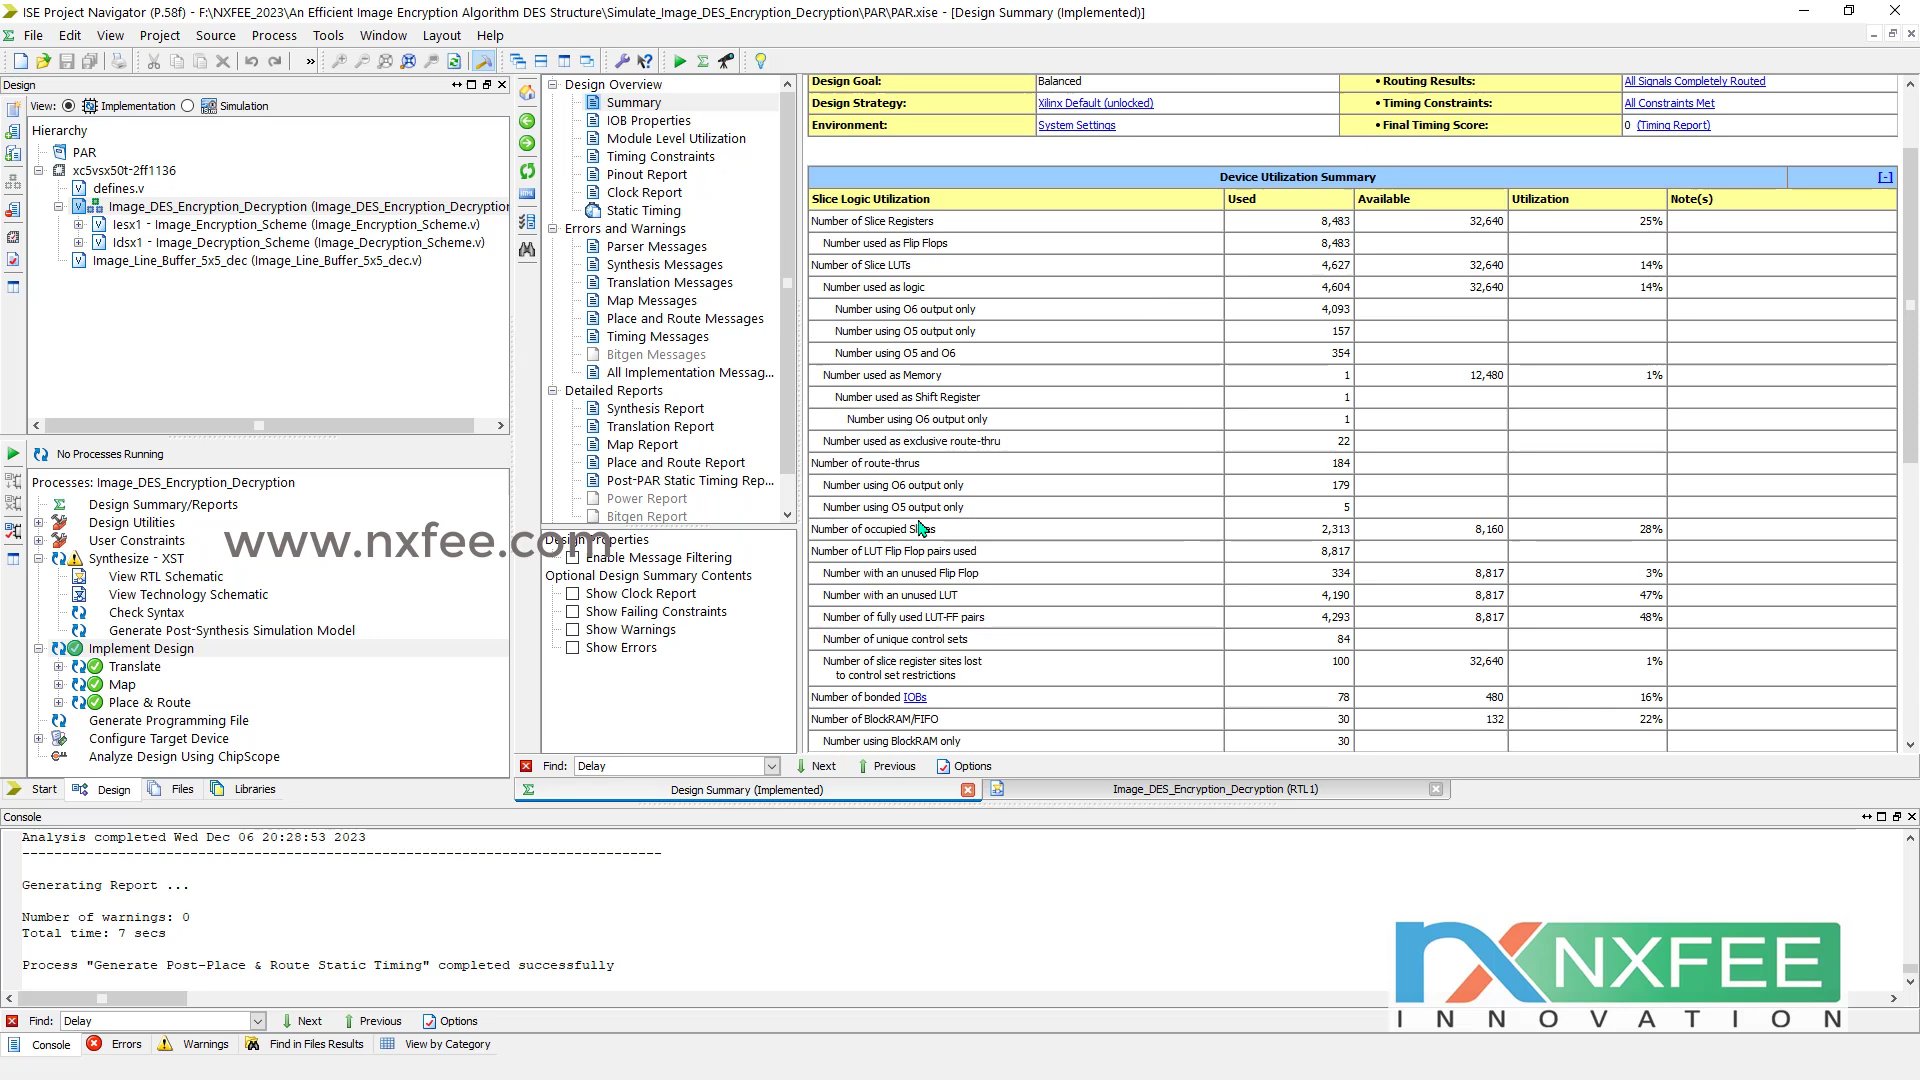 ISE Project Navigator (P.58f) - F:\NXFEE_2023\An Efficient Image Encryption Algorithm DES Structure\Simulate_Image_DES_Encryption_Decryption\PAR\PAR.xise - [Design Summary (Implemented)]
File Edit View Project Source Process Tools Window Layout Help
Design
View: Implementation Simulation
Hierarchy
PAR
xc5vsx50t-2ff1136
defines.v
Image_DES_Encryption_Decryption (Image_DES_Encryption_Decryption
Iesx1 - Image_Encryption_Scheme (Image_Encryption_Scheme.v)
Idsx1 - Image_Decryption_Scheme (Image_Decryption_Scheme.v)
Image_Line_Buffer_5x5_dec (Image_Line_Buffer_5x5_dec.v)
No Processes Running
Processes: Image_DES_Encryption_Decryption
Design Summary/Reports
Design Utilities
User Constraints
Synthesize - XST
View RTL Schematic
View Technology Schematic
Check Syntax
Generate Post-Synthesis Simulation Model
Implement Design
Translate
Map
Place & Route
Generate Programming File
Configure Target Device
Analyze Design Using ChipScope
Start Design Files Libraries
Design Overview
Summary
IOB Properties
Module Level Utilization
Timing Constraints
Pinout Report
Clock Report
Static Timing
Errors and Warnings
Parser Messages
Synthesis Messages
Translation Messages
Map Messages
Place and Route Messages
Timing Messages
Bitgen Messages
All Implementation Messag...
Detailed Reports
Synthesis Report
Translation Report
Map Report
Place and Route Report
Post-PAR Static Timing Rep...
Power Report
Bitgen Report
www.nxfee.com
Design Properties
Enable Message Filtering
Optional Design Summary Contents
Show Clock Report
Show Failing Constraints
Show Warnings
Show Errors
Design Goal: Balanced • Routing Results: All Signals Completely Routed
Design Strategy: Xilinx Default (unlocked) • Timing Constraints: All Constraints Met
Environment: System Settings • Final Timing Score: 0 (Timing Report)
Device Utilization Summary [-]
Slice Logic Utilization Used Available Utilization Note(s)
Number of Slice Registers 8,483 32,640 25%
Number used as Flip Flops 8,483
Number of Slice LUTs 4,627 32,640 14%
Number used as logic 4,604 32,640 14%
Number using O6 output only 4,093
Number using O5 output only 157
Number using O5 and O6 354
Number used as Memory 1 12,480 1%
Number used as Shift Register 1
Number using O6 output only 1
Number used as exclusive route-thru 22
Number of route-thrus 184
Number using O6 output only 179
Number using O5 output only 5
Number of occupied 2,313 8,160 28%
Number of LUT Flip Flop pairs used 8,817
Number with an unused Flip Flop 334 8,817 3%
Number with an unused LUT 4,190 8,817 47%
Number of fully used LUT-FF pairs 4,293 8,817 48%
Number of unique control sets 84
Number of slice register sites lost
to control set restrictions 100 32,640 1%
Number of bonded IOBs 78 480 16%
Number of BlockRAM/FIFO 30 132 22%
Number using BlockRAM only 30
Find: Delay Next Previous Options
Design Summary (Implemented) Image_DES_Encryption_Decryption (RTL1)
Console
Analysis completed Wed Dec 06 20:28:53 2023
--------------------------------------------------------------------------------
Generating Report ...
Number of warnings: 0
Total time: 7 secs
Process "Generate Post-Place & Route Static Timing" completed successfully
Find: Delay Next Previous Options
Console Errors Warnings Find in Files Results View by Category
NXFEE
INNOVATION